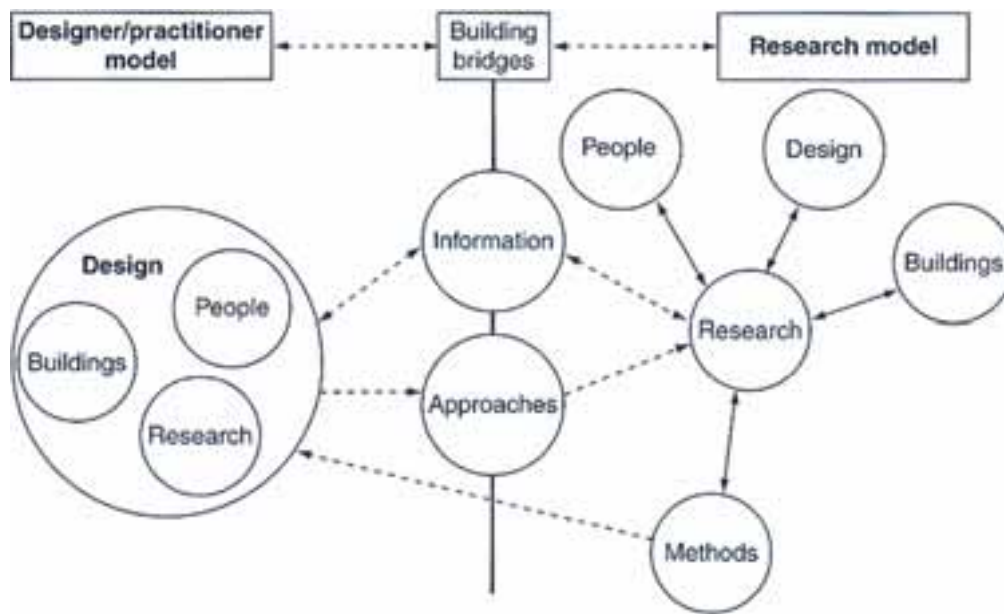 Designer/practitioner
model
Building
bridges
Research model
People
Design
Information
Buildings
Design
People
Buildings
Research
Research
Approaches
Methods